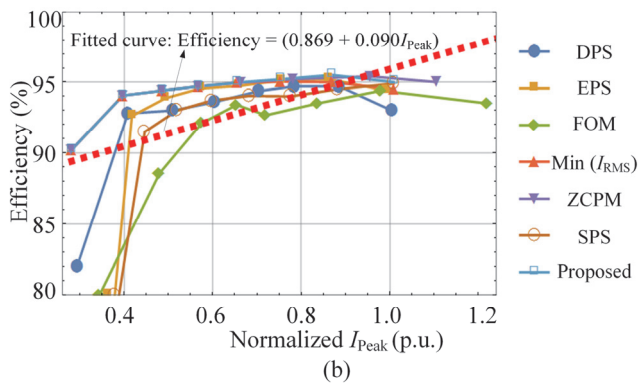 Fitted curve: Efficiency = (0.869 + 0.090I_Peak)
Efficiency (%)
100
95
90
85
80
0.4
0.6
0.8
1.0
1.2
Normalized I_Peak (p.u.)
DPS
EPS
FOM
Min (I_RMS)
ZCPM
SPS
Proposed
(b)